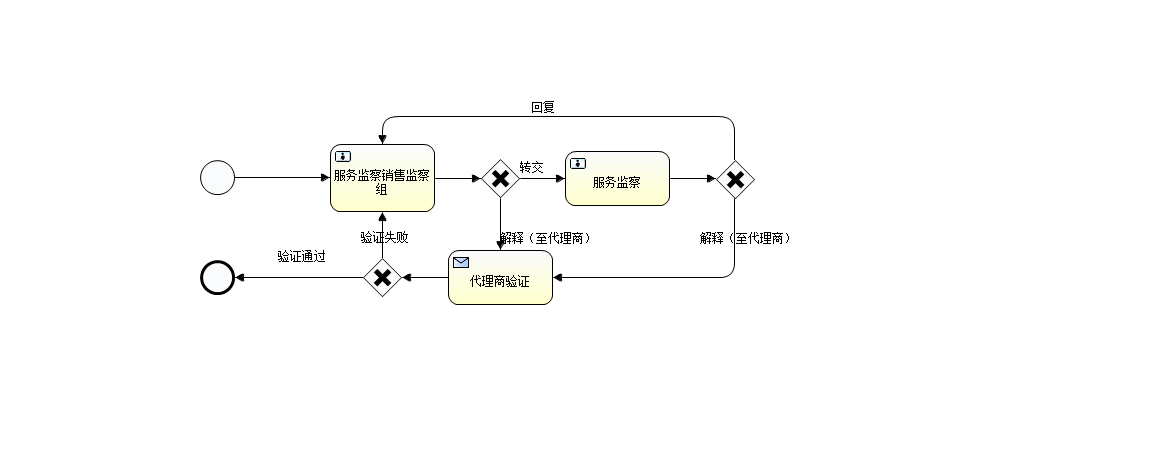 回复
转交
服务监察销售监察
组
服务监察
验证失败
解释（至代理商）
解释（至代理商）
验证通过
代理商验证